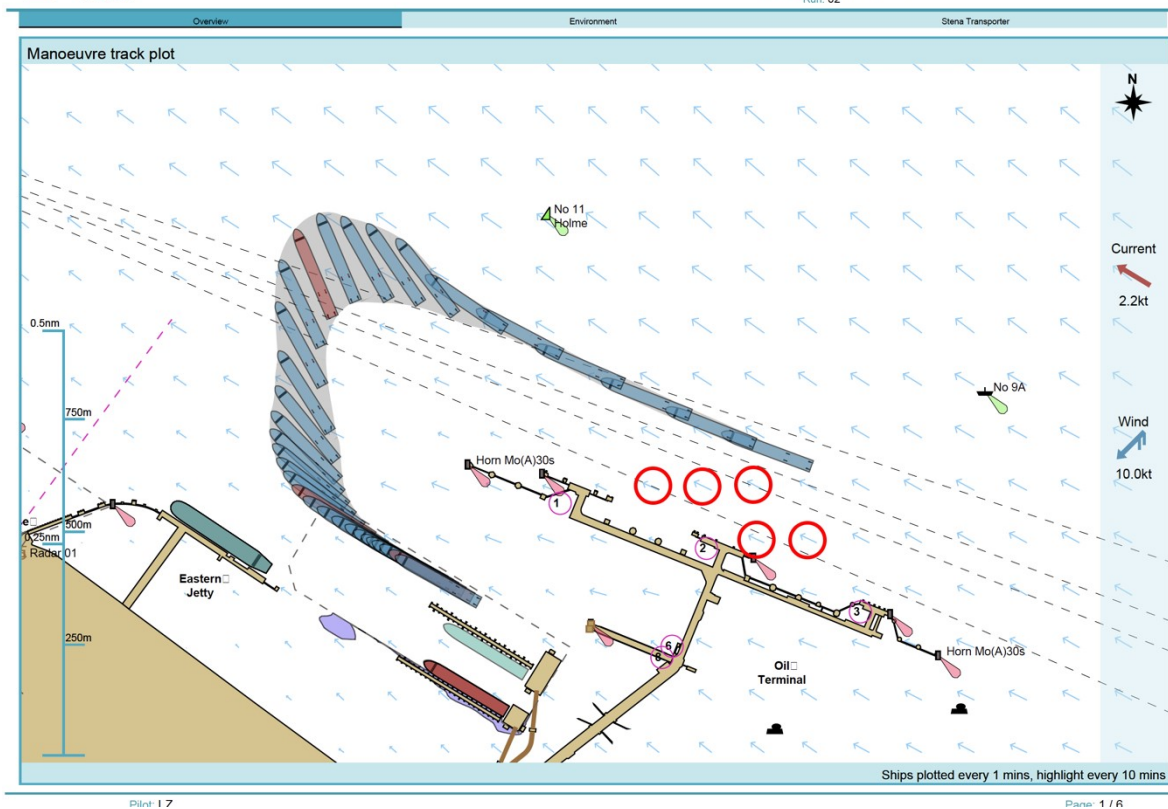 Overview
Environment
Stena Transporter
Manoeuvre track plot
N
No 11
Holme
Current
2.2kt
0.5nm
No 9A
750m
Wind
10.0kt
Horn Mo(A)30s
1
500m
0.25nm
Radar 01
2
Eastern
Jetty
3
250m
6
Horn Mo(A)30s
Oil
Terminal
Ships plotted every 1 mins, highlight every 10 mins
Pilot: LZ
Page: 1 / 6